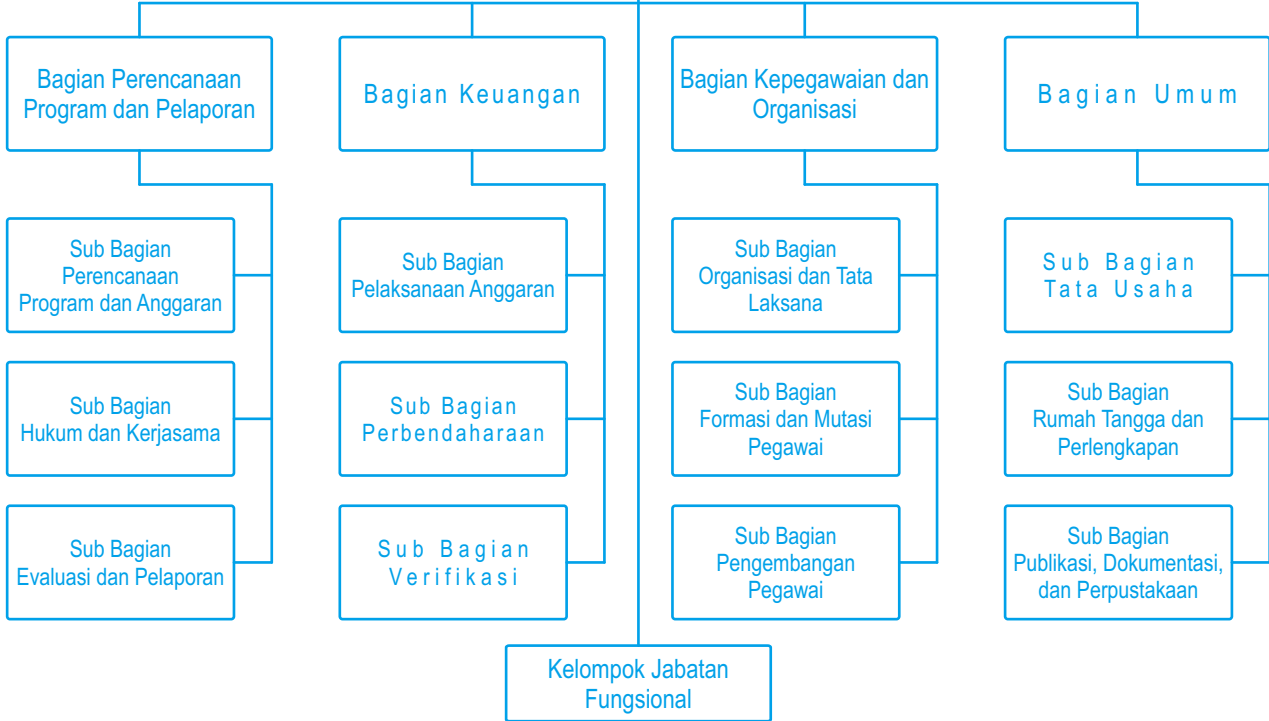 Bagian Perencanaan
Program dan Pelaporan
Bagian Keuangan
Bagian Kepegawaian dan
Organisasi
Bagian Umum
Sub Bagian
Perencanaan
Program dan Anggaran
Sub Bagian
Pelaksanaan Anggaran
Sub Bagian
Organisasi dan Tata
Laksana
Sub Bagian
Tata Usaha
Sub Bagian
Hukum dan Kerjasama
Sub Bagian
Perbendaharaan
Sub Bagian
Formasi dan Mutasi
Pegawai
Sub Bagian
Rumah Tangga dan
Perlengkapan
Sub Bagian
Evaluasi dan Pelaporan
Sub Bagian
Verifikasi
Sub Bagian
Pengembangan
Pegawai
Sub Bagian
Publikasi, Dokumentasi,
dan Perpustakaan
Kelompok Jabatan
Fungsional